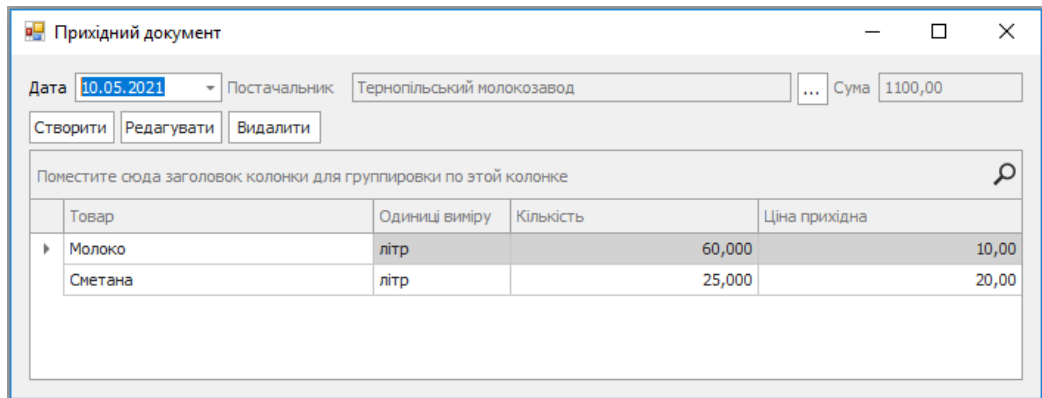 Прихідний документ
Дата 10.05.2021 Постачальник Тернопільський молокозавод ... Сума 1100,00
Створити Редагувати Видалити
Поместите сюда заголовок колонки для группировки по этой колонке
Товар Одиниці виміру Кількість Ціна прихідна
Молоко літр 60,000 10,00
Сметана літр 25,000 20,00